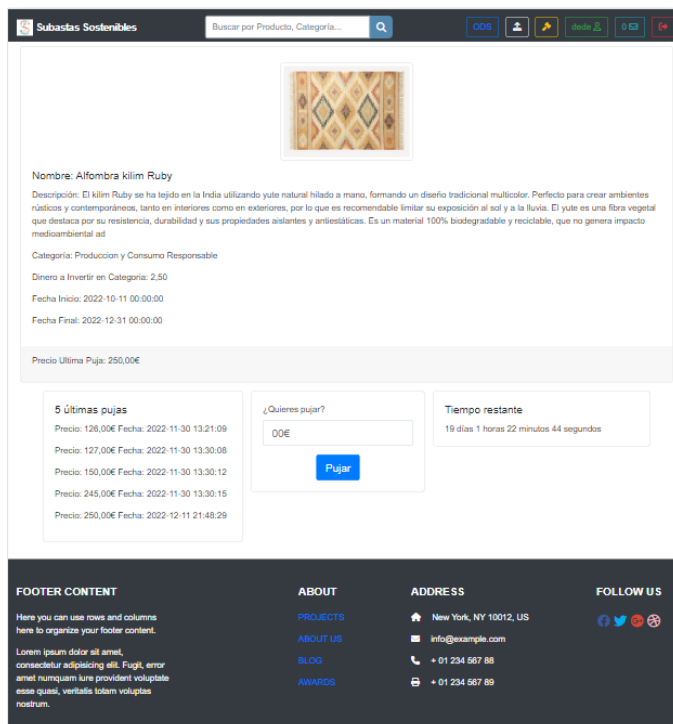 Subastas Sostenibles
Buscar por Producto, Categoría...
ODS
dede
0
Nombre: Alfombra kilim Ruby
Descripción: El kilim Ruby se ha tejido en la India utilizando yute natural hilado a mano, formando un diseño tradicional multicolor. Perfecto para crear ambientes
rústicos y contemporáneos, tanto en interiores como en exteriores, por lo que es recomendable limitar su exposición al sol y a la lluvia. El yute es una fibra vegetal
que destaca por su resistencia, durabilidad y sus propiedades aislantes y antiestáticas. Es un material 100% biodegradable y reciclable, que no genera impacto
medioambiental ad
Categoría: Produccion y Consumo Responsable
Dinero a Invertir en Categoria: 2,50
Fecha Inicio: 2022-10-11 00:00:00
Fecha Final: 2022-12-31 00:00:00
Precio Ultima Puja: 250,00€
5 últimas pujas
Precio: 126,00€ Fecha: 2022-11-30 13:21:09
Precio: 127,00€ Fecha: 2022-11-30 13:30:08
Precio: 150,00€ Fecha: 2022-11-30 13:30:12
Precio: 245,00€ Fecha: 2022-11-30 13:30:15
Precio: 250,00€ Fecha: 2022-12-11 21:48:29
¿Quieres pujar?
00€
Pujar
Tiempo restante
19 días 1 horas 22 minutos 44 segundos
FOOTER CONTENT
Here you can use rows and columns
here to organize your footer content.
Lorem ipsum dolor sit amet,
consectetur adipisicing elit. Fugit, error
amet numquam iure provident voluptate
esse quasi, veritatis totam voluptas
nostrum.
ABOUT
PROJECTS
ABOUT US
BLOG
AWARDS
ADDRESS
New York, NY 10012, US
info@example.com
+ 01 234 567 88
+ 01 234 567 89
FOLLOW US